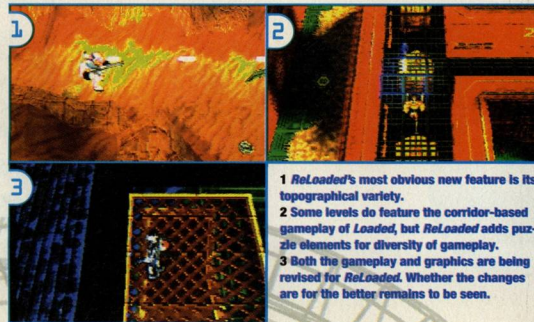 1
2
3
1 ReLoaded's most obvious new feature is its
topographical variety.
2 Some levels do feature the corridor-based
gameplay of Loaded, but ReLoaded adds puz-
zle elements for diversity of gameplay.
3 Both the gameplay and graphics are being
revised for ReLoaded. Whether the changes
are for the better remains to be seen.